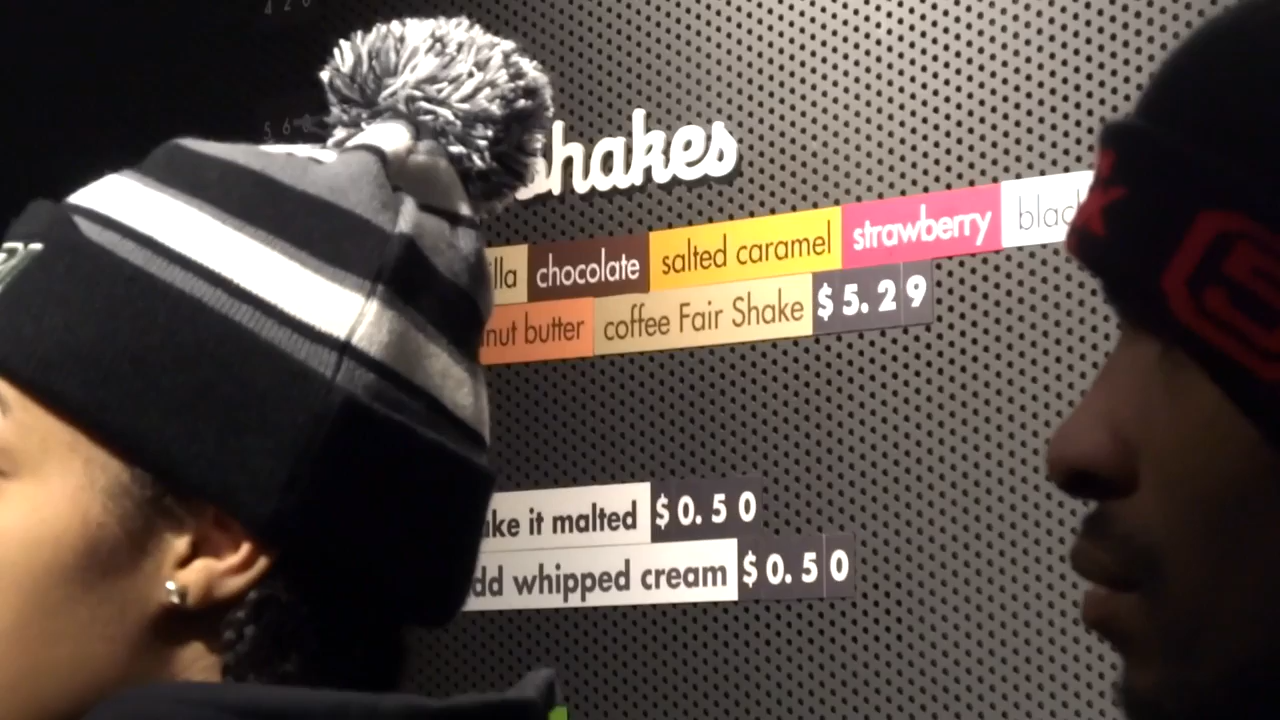 Shakes
lla chocolate salted caramel strawberry blac
nut butter coffee Fair Shake $5.29
ke it malted $0.50
dd whipped cream $0.50